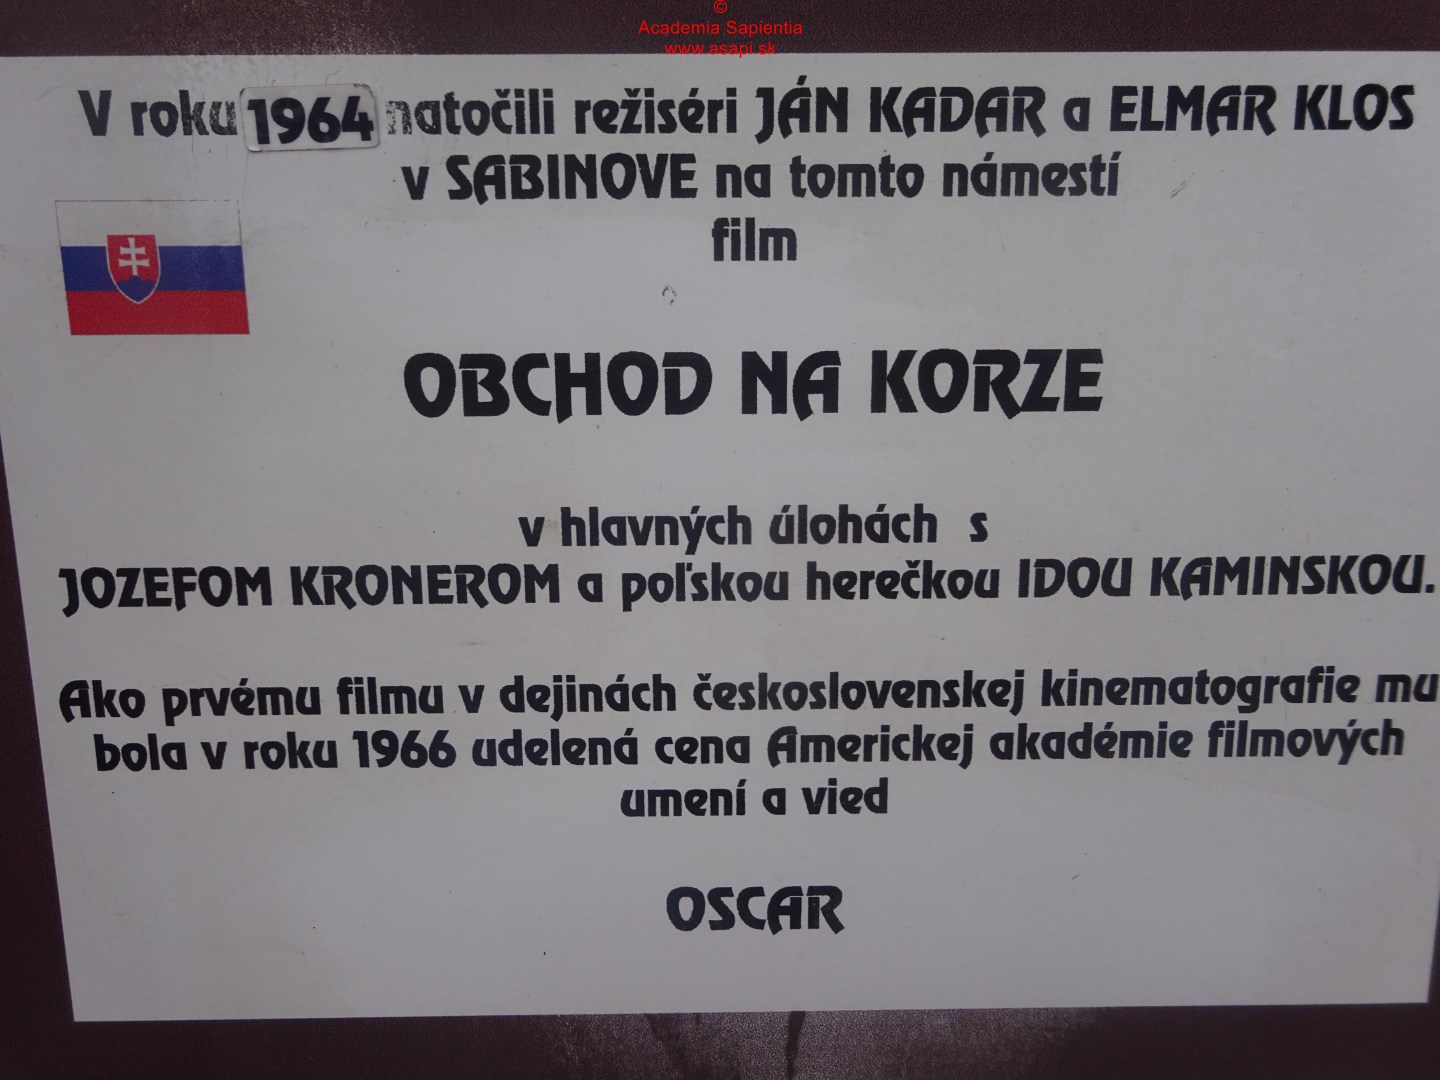 ©
Academia Sapientia
www.asapi.sk
V roku 1964 natočili režiséri JÁN KADAR a ELMAR KLOS
v SABINOVE na tomto námestí
film
OBCHOD NA KORZE
v hlavných úlohách s
JOZEFOM KRONEROM a poľskou herečkou IDOU KAMINSKOU.
Ako prvému filmu v dejinách československej kinematografie mu
bola v roku 1966 udelená cena Americkej akadémie filmových
umení a vied
OSCAR